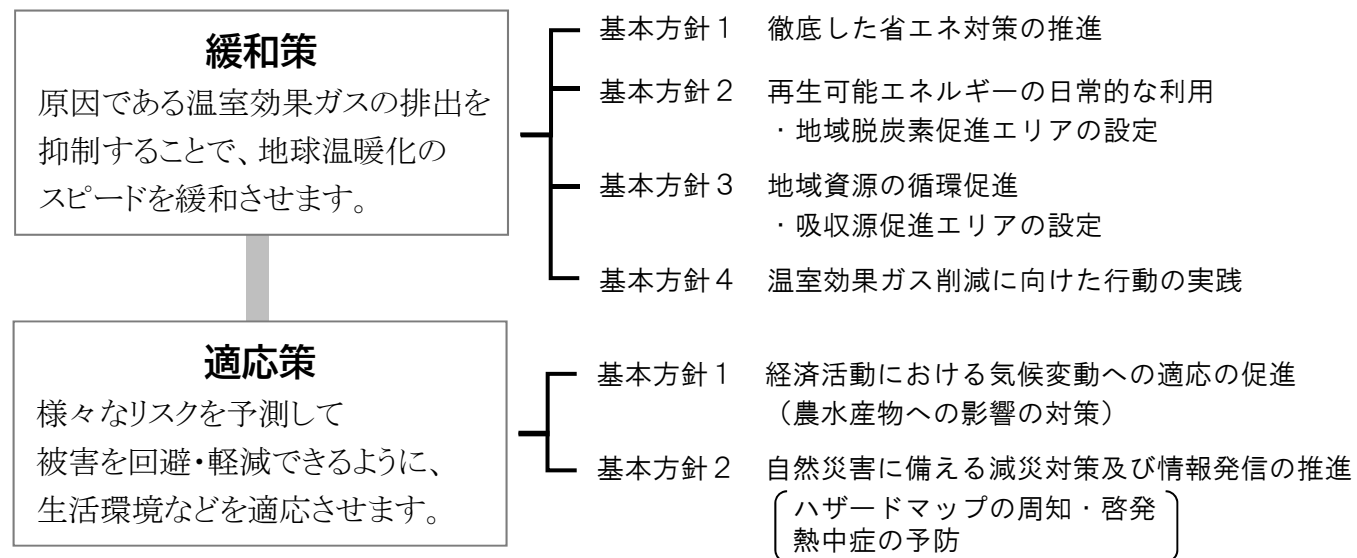 緩和策
原因である温室効果ガスの排出を
抑制することで、地球温暖化の
スピードを緩和させます。
基本方針１　徹底した省エネ対策の推進
基本方針２　再生可能エネルギーの日常的な利用
・地域脱炭素促進エリアの設定
基本方針３　地域資源の循環促進
・吸収源促進エリアの設定
基本方針４　温室効果ガス削減に向けた行動の実践
適応策
様々なリスクを予測して
被害を回避・軽減できるように、
生活環境などを適応させます。
基本方針１　経済活動における気候変動への適応の促進
（農水産物への影響の対策）
基本方針２　自然災害に備える減災対策及び情報発信の推進
ハザードマップの周知・啓発
熱中症の予防